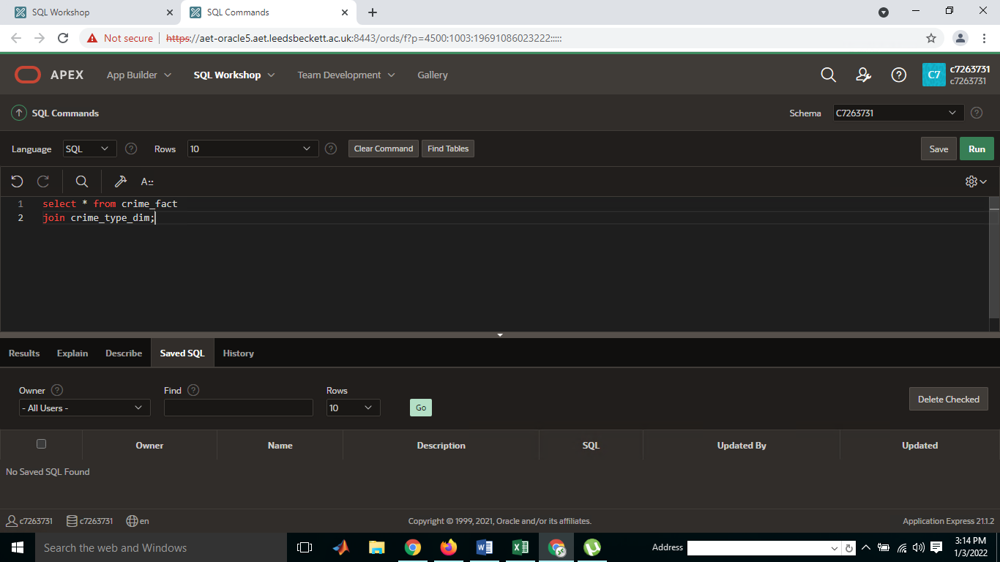 SQL Workshop
SQL Commands
Not secure https://aet-oracle5.aet.leedsbeckett.ac.uk:8443/ords/f?p=4500:1003:19691086023222:::::
APEX App Builder SQL Workshop Team Development Gallery
C7 c7263731
c7263731
SQL Commands
Schema C7263731
Language SQL Rows 10 Clear Command Find Tables Save Run
A::
1 select * from crime_fact
2 join crime_type_dim;
Results Explain Describe Saved SQL History
Owner Find Rows
- All Users - 10 Go Delete Checked
Owner Name Description SQL Updated By Updated
No Saved SQL Found
c7263731 c7263731 en Copyright © 1999, 2021, Oracle and/or its affiliates. Application Express 21.1.2
Search the web and Windows Address 3:14 PM
1/3/2022